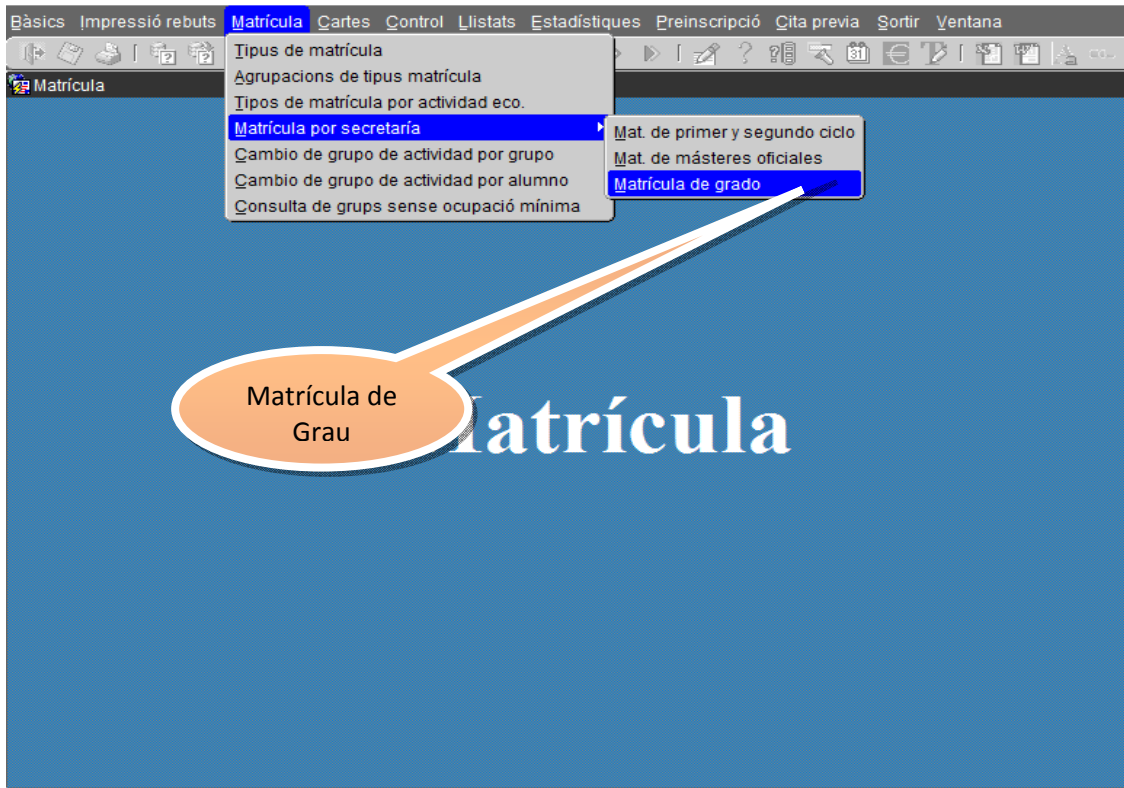 Bàsics Impressió rebuts Matrícula Cartes Control Llistats Estadístiques Preinscripció Cita previa Sortir Ventana
Matrícula
Tipus de matrícula
Agrupacions de tipus matrícula
Tipos de matrícula por actividad eco.
Matrícula por secretaría
Cambio de grupo de actividad por grupo
Cambio de grupo de actividad por alumno
Consulta de grups sense ocupació mínima
Mat. de primer y segundo ciclo
Mat. de másteres oficiales
Matrícula de grado
Matrícula de
Grau
atrícula